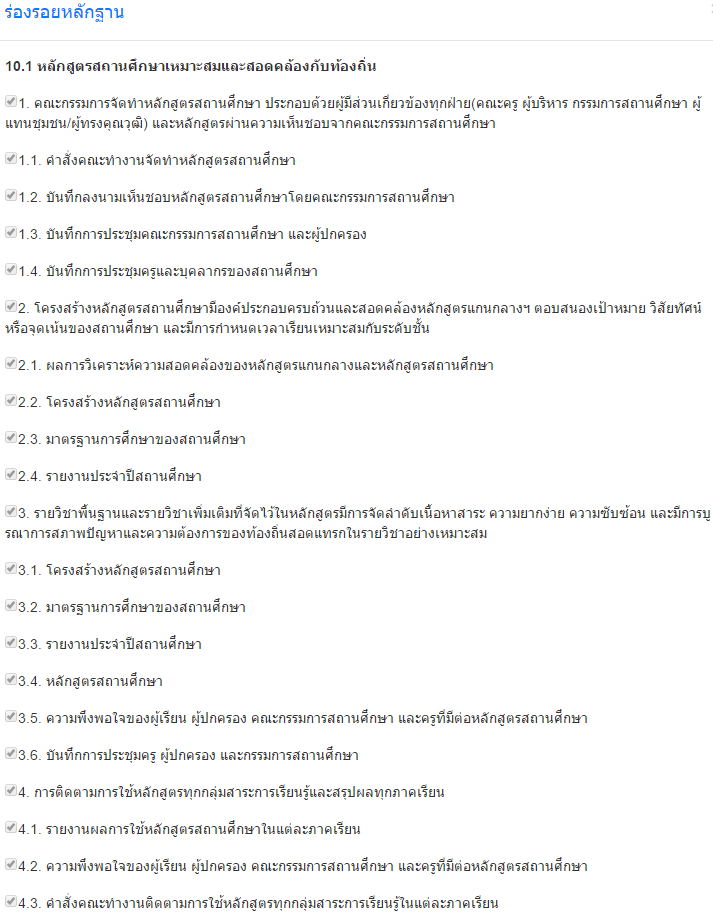 ร่องรอยหลักฐาน
10.1 หลักสูตรสถานศึกษาเหมาะสมและสอดคล้องกับท้องถิ่น
1. คณะกรรมการจัดทำหลักสูตรสถานศึกษา ประกอบด้วยผู้มีส่วนเกี่ยวข้องทุกฝ่าย(คณะครู ผู้บริหาร กรรมการสถานศึกษา ผู้
แทนชุมชน/ผู้ทรงคุณวุฒิ) และหลักสูตรผ่านความเห็นชอบจากคณะกรรมการสถานศึกษา
1.1. คำสั่งคณะทำงานจัดทำหลักสูตรสถานศึกษา
1.2. บันทึกลงนามเห็นชอบหลักสูตรสถานศึกษาโดยคณะกรรมการสถานศึกษา
1.3. บันทึกการประชุมคณะกรรมการสถานศึกษา และผู้ปกครอง
1.4. บันทึกการประชุมครูและบุคลากรของสถานศึกษา
2. โครงสร้างหลักสูตรสถานศึกษามีองค์ประกอบครบถ้วนและสอดคล้องหลักสูตรแกนกลางฯ ตอบสนองเป้าหมาย วิสัยทัศน์
หรือจุดเน้นของสถานศึกษา และมีการกำหนดเวลาเรียนเหมาะสมกับระดับชั้น
2.1. ผลการวิเคราะห์ความสอดคล้องของหลักสูตรแกนกลางและหลักสูตรสถานศึกษา
2.2. โครงสร้างหลักสูตรสถานศึกษา
2.3. มาตรฐานการศึกษาของสถานศึกษา
2.4. รายงานประจำปีสถานศึกษา
3. รายวิชาพื้นฐานและรายวิชาเพิ่มเติมที่จัดไว้ในหลักสูตรมีการจัดลำดับเนื้อหาสาระ ความยากง่าย ความซับซ้อน และมีการบู
รณาการสภาพปัญหาและความต้องการของท้องถิ่นสอดแทรกในรายวิชาอย่างเหมาะสม
3.1. โครงสร้างหลักสูตรสถานศึกษา
3.2. มาตรฐานการศึกษาของสถานศึกษา
3.3. รายงานประจำปีสถานศึกษา
3.4. หลักสูตรสถานศึกษา
3.5. ความพึงพอใจของผู้เรียน ผู้ปกครอง คณะกรรมการสถานศึกษา และครูที่มีต่อหลักสูตรสถานศึกษา
3.6. บันทึกการประชุมครู ผู้ปกครอง และกรรมการสถานศึกษา
4. การติดตามการใช้หลักสูตรทุกกลุ่มสาระการเรียนรู้และสรุปผลทุกภาคเรียน
4.1. รายงานผลการใช้หลักสูตรสถานศึกษาในแต่ละภาคเรียน
4.2. ความพึงพอใจของผู้เรียน ผู้ปกครอง คณะกรรมการสถานศึกษา และครูที่มีต่อหลักสูตรสถานศึกษา
4.3. คำสั่งคณะทำงานติดตามการใช้หลักสูตรทุกกลุ่มสาระการเรียนรู้ในแต่ละภาคเรียน